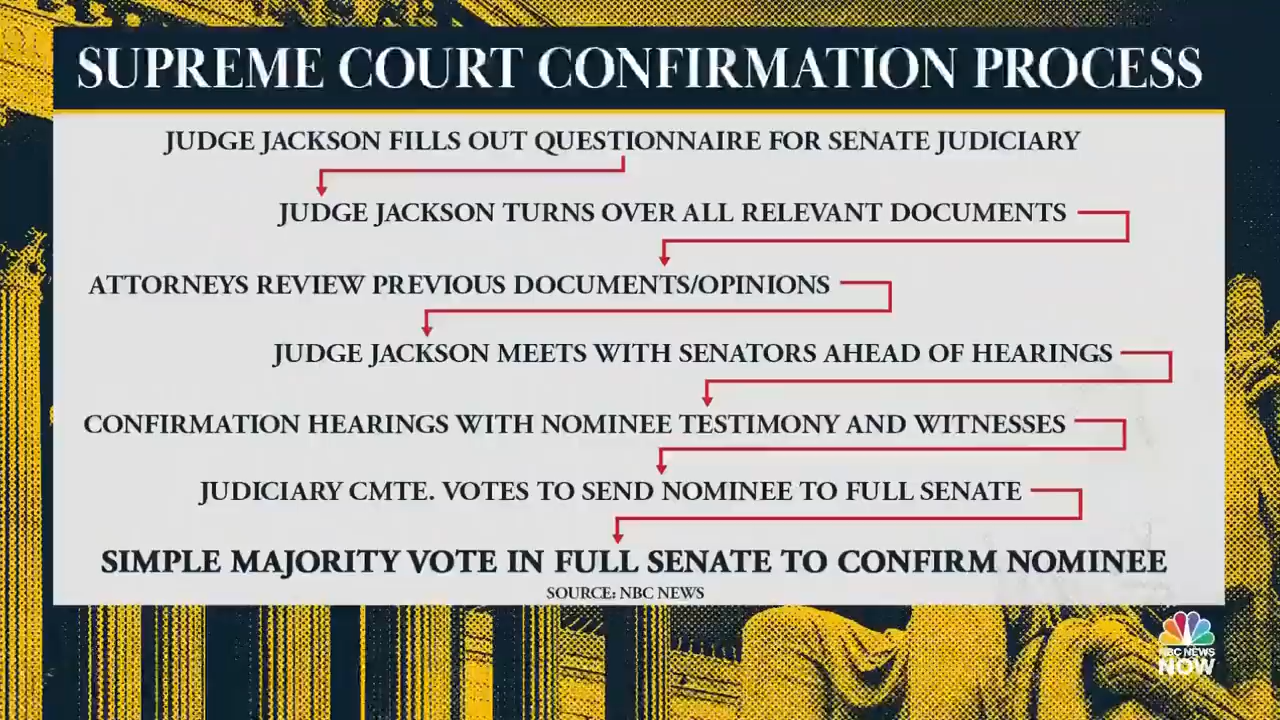 SUPREME COURT CONFIRMATION PROCESS
JUDGE JACKSON FILLS OUT QUESTIONNAIRE FOR SENATE JUDICIARY
JUDGE JACKSON TURNS OVER ALL RELEVANT DOCUMENTS
ATTORNEYS REVIEW PREVIOUS DOCUMENTS/OPINIONS
JUDGE JACKSON MEETS WITH SENATORS AHEAD OF HEARINGS
CONFIRMATION HEARINGS WITH NOMINEE TESTIMONY AND WITNESSES
JUDICIARY CMTE. VOTES TO SEND NOMINEE TO FULL SENATE
SIMPLE MAJORITY VOTE IN FULL SENATE TO CONFIRM NOMINEE
SOURCE: NBC NEWS
NBC NEWS
NOW